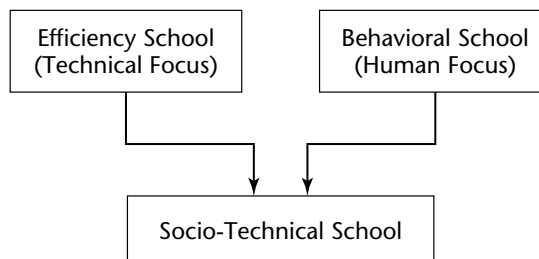 Efficiency School
(Technical Focus)
Behavioral School
(Human Focus)
Socio-Technical School